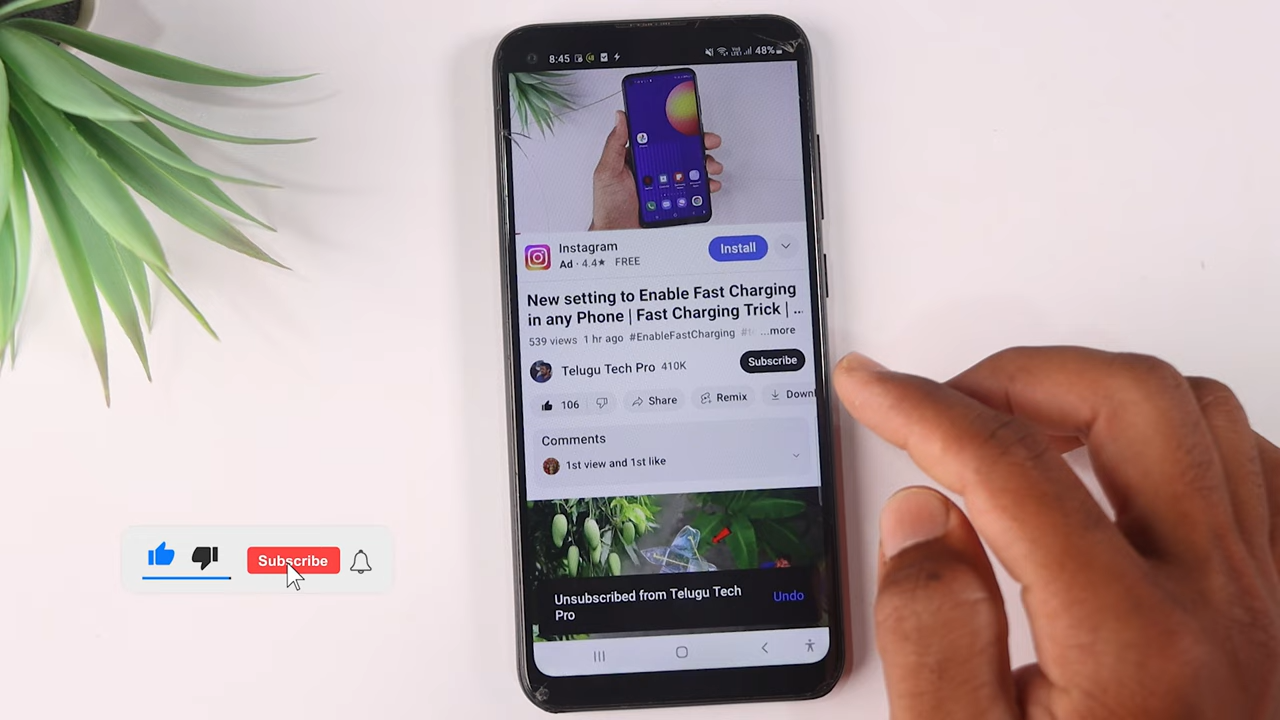 8:45
48%
Instagram
Ad · 4.4★ FREE
Install
New setting to Enable Fast Charging
in any Phone | Fast Charging Trick | ...
539 views 1 hr ago #EnableFastCharging ...more
Telugu Tech Pro 410K
Subscribe
106
Share
Remix
Downl
Comments
1st view and 1st like
Unsubscribed from Telugu Tech
Pro
Undo
Subscribe